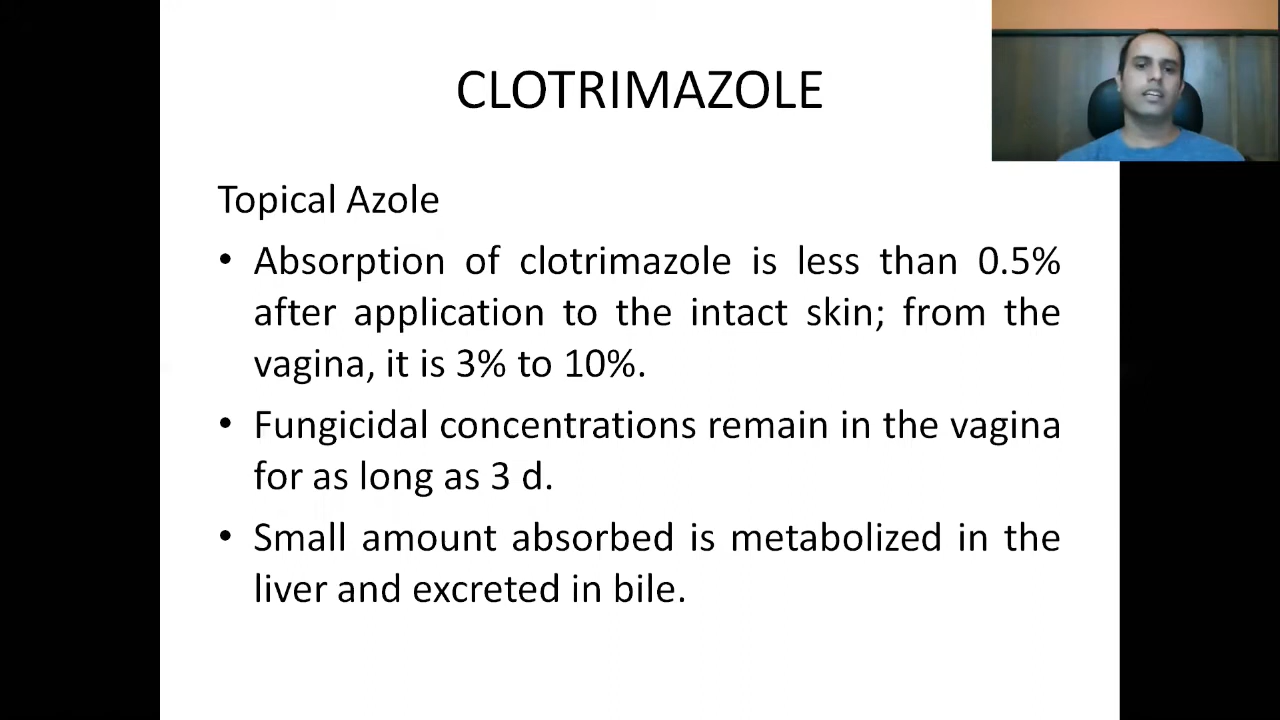 CLOTRIMAZOLE
Topical Azole
• Absorption of clotrimazole is less than 0.5%
after application to the intact skin; from the
vagina, it is 3% to 10%.
• Fungicidal concentrations remain in the vagina
for as long as 3 d.
• Small amount absorbed is metabolized in the
liver and excreted in bile.